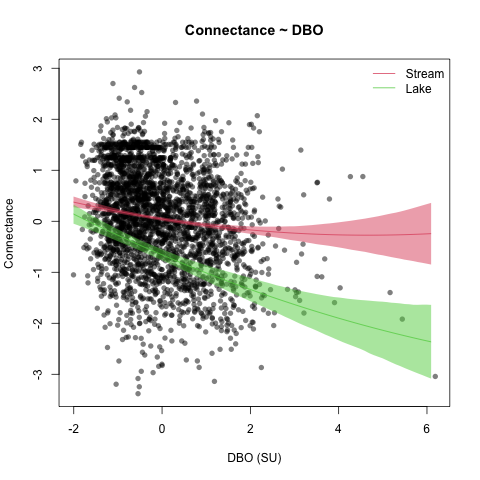 Connectance ~ DBO
Stream
Lake
Connectance
3
2
1
0
-1
-2
-3
-2
0
2
4
6
DBO (SU)